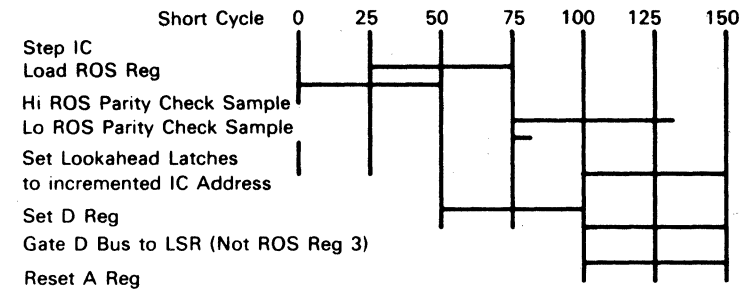 Short Cycle 0 25 50 75 100 125 150
Step IC
Load ROS Reg
Hi ROS Parity Check Sample
Lo ROS Parity Check Sample
Set Lookahead Latches
to incremented IC Address
Set D Reg
Gate D Bus to LSR (Not ROS Reg 3)
Reset A Reg